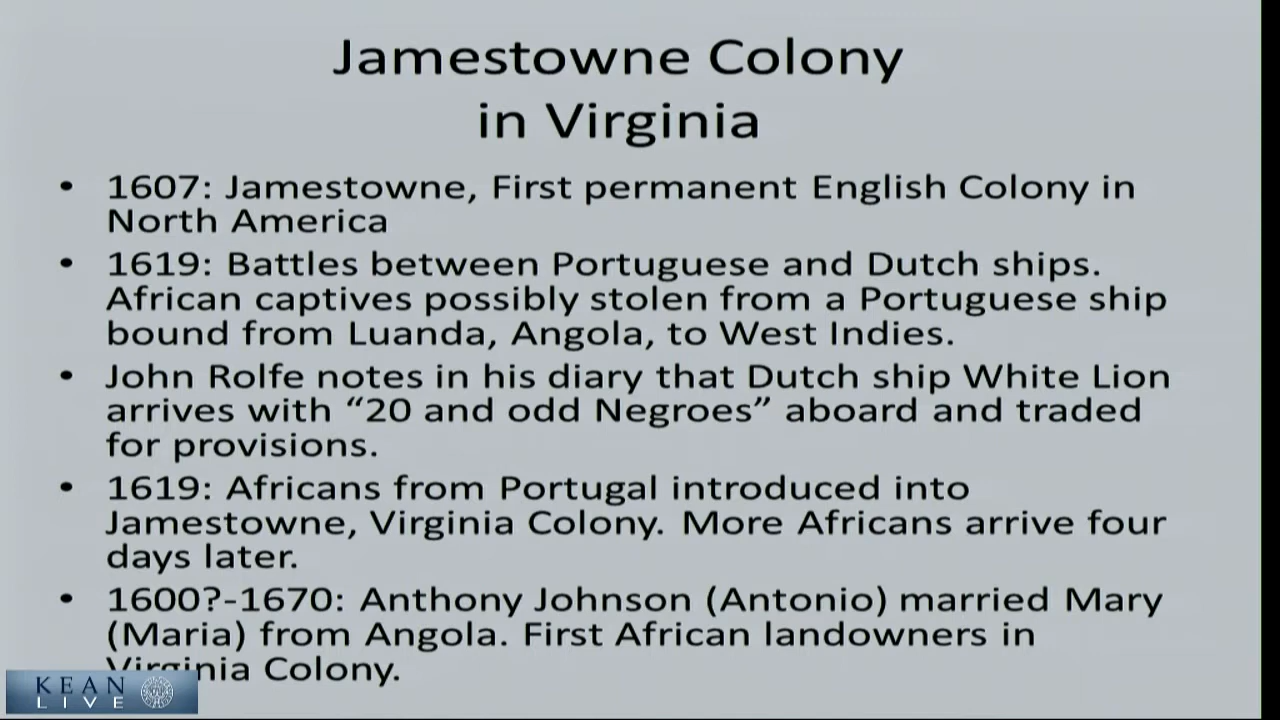 Jamestowne Colony
in Virginia
• 1607: Jamestowne, First permanent English Colony in
North America
• 1619: Battles between Portuguese and Dutch ships.
African captives possibly stolen from a Portuguese ship
bound from Luanda, Angola, to West Indies.
• John Rolfe notes in his diary that Dutch ship White Lion
arrives with “20 and odd Negroes” aboard and traded
for provisions.
• 1619: Africans from Portugal introduced into
Jamestowne, Virginia Colony. More Africans arrive four
days later.
• 1600?-1670: Anthony Johnson (Antonio) married Mary
(Maria) from Angola. First African landowners in
Virginia Colony.
KEAN
LIVE